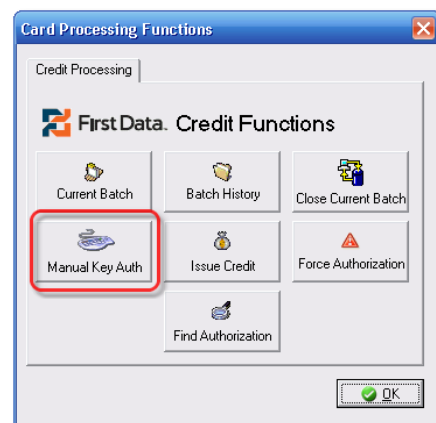 Card Processing Functions
Credit Processing
First Data. Credit Functions
Current Batch
Batch History
Close Current Batch
Manual Key Auth
Issue Credit
Force Authorization
Find Authorization
OK